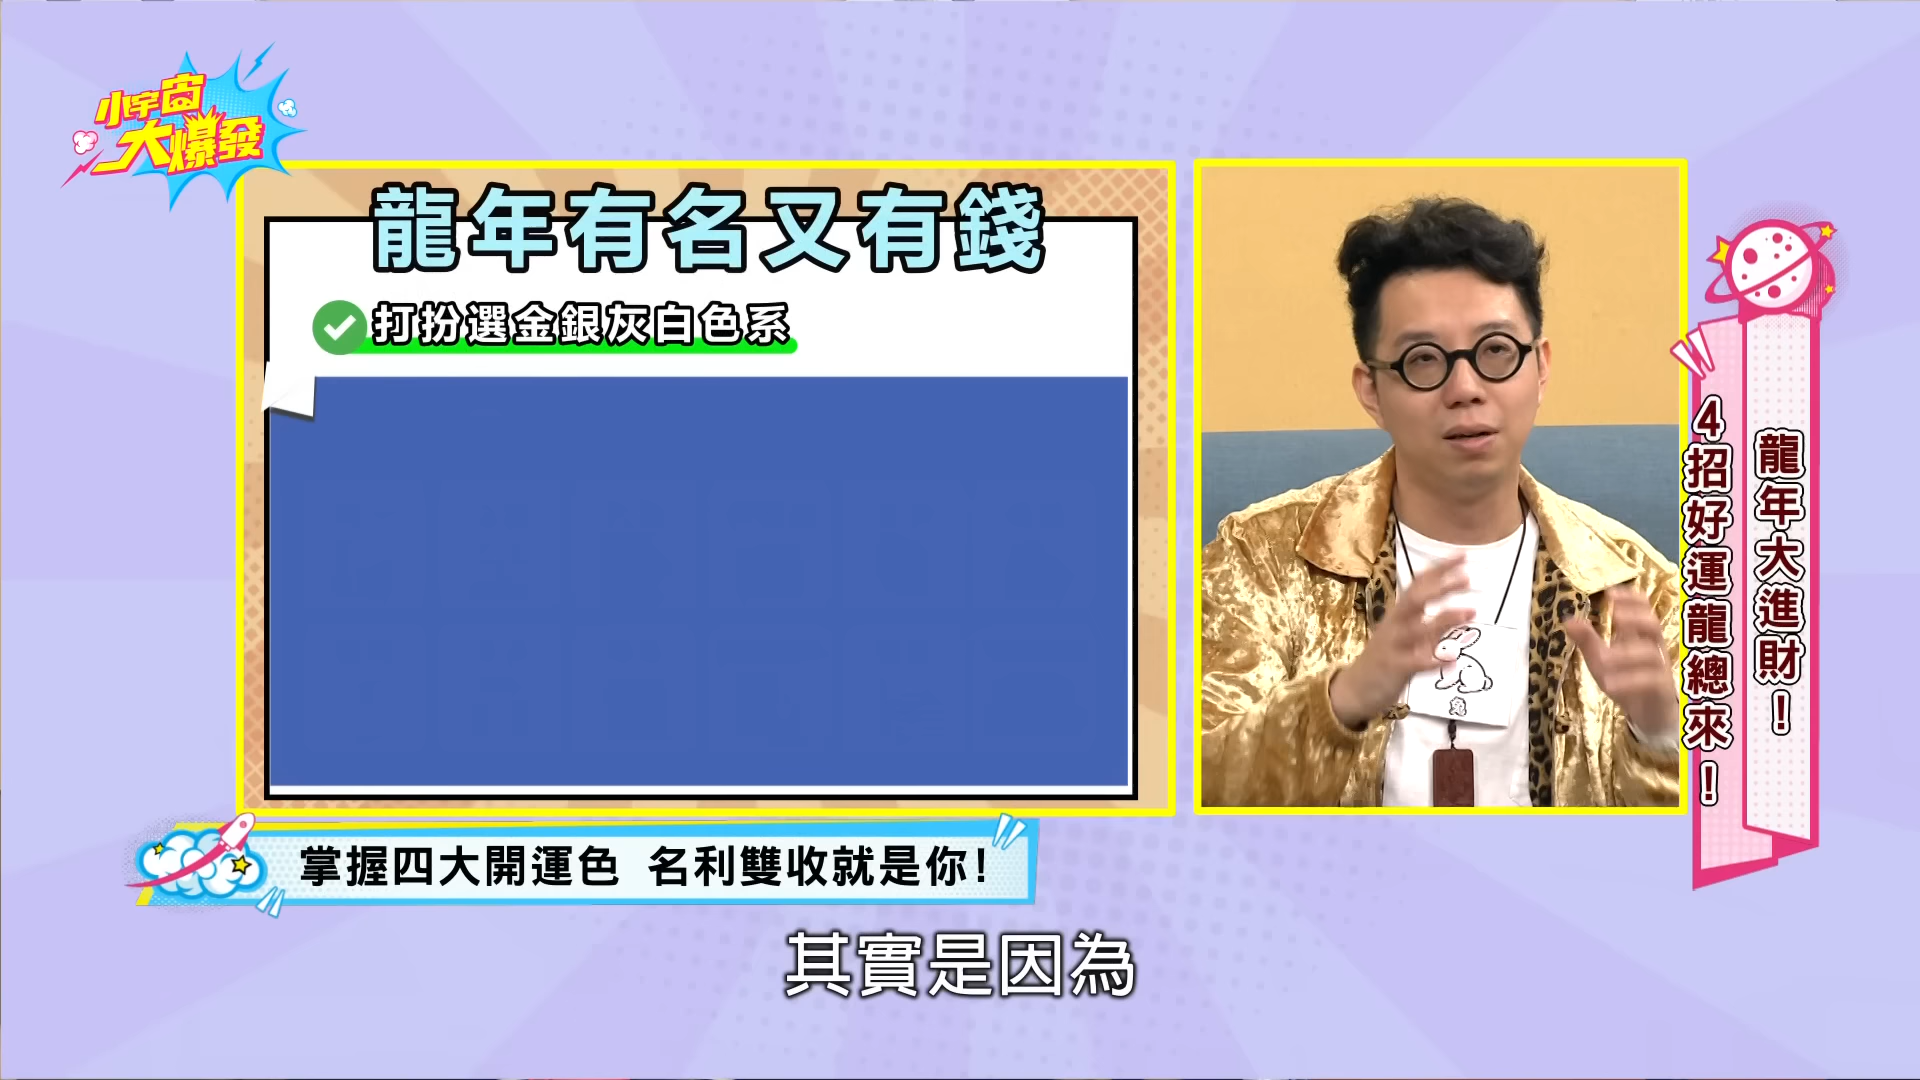 小宇宙
大爆發
龍年有名又有錢
打扮選金銀灰白色系
龍年大進財！
4招好運龍總來！
掌握四大開運色 名利雙收就是你！
其實是因為